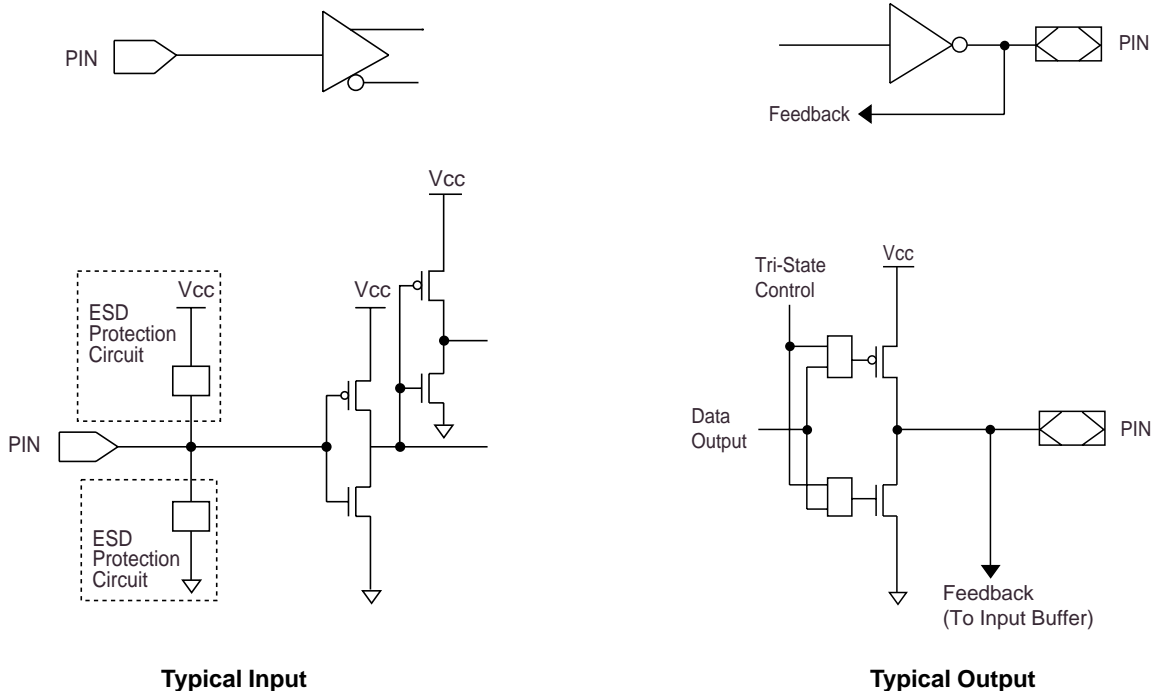 PIN
PIN
Feedback
Vcc
Vcc
Tri-State
Control
Vcc
Vcc
ESD
Protection
Circuit
Data
Output
PIN
PIN
ESD
Protection
Circuit
Feedback
(To Input Buffer)
Typical Input
Typical Output